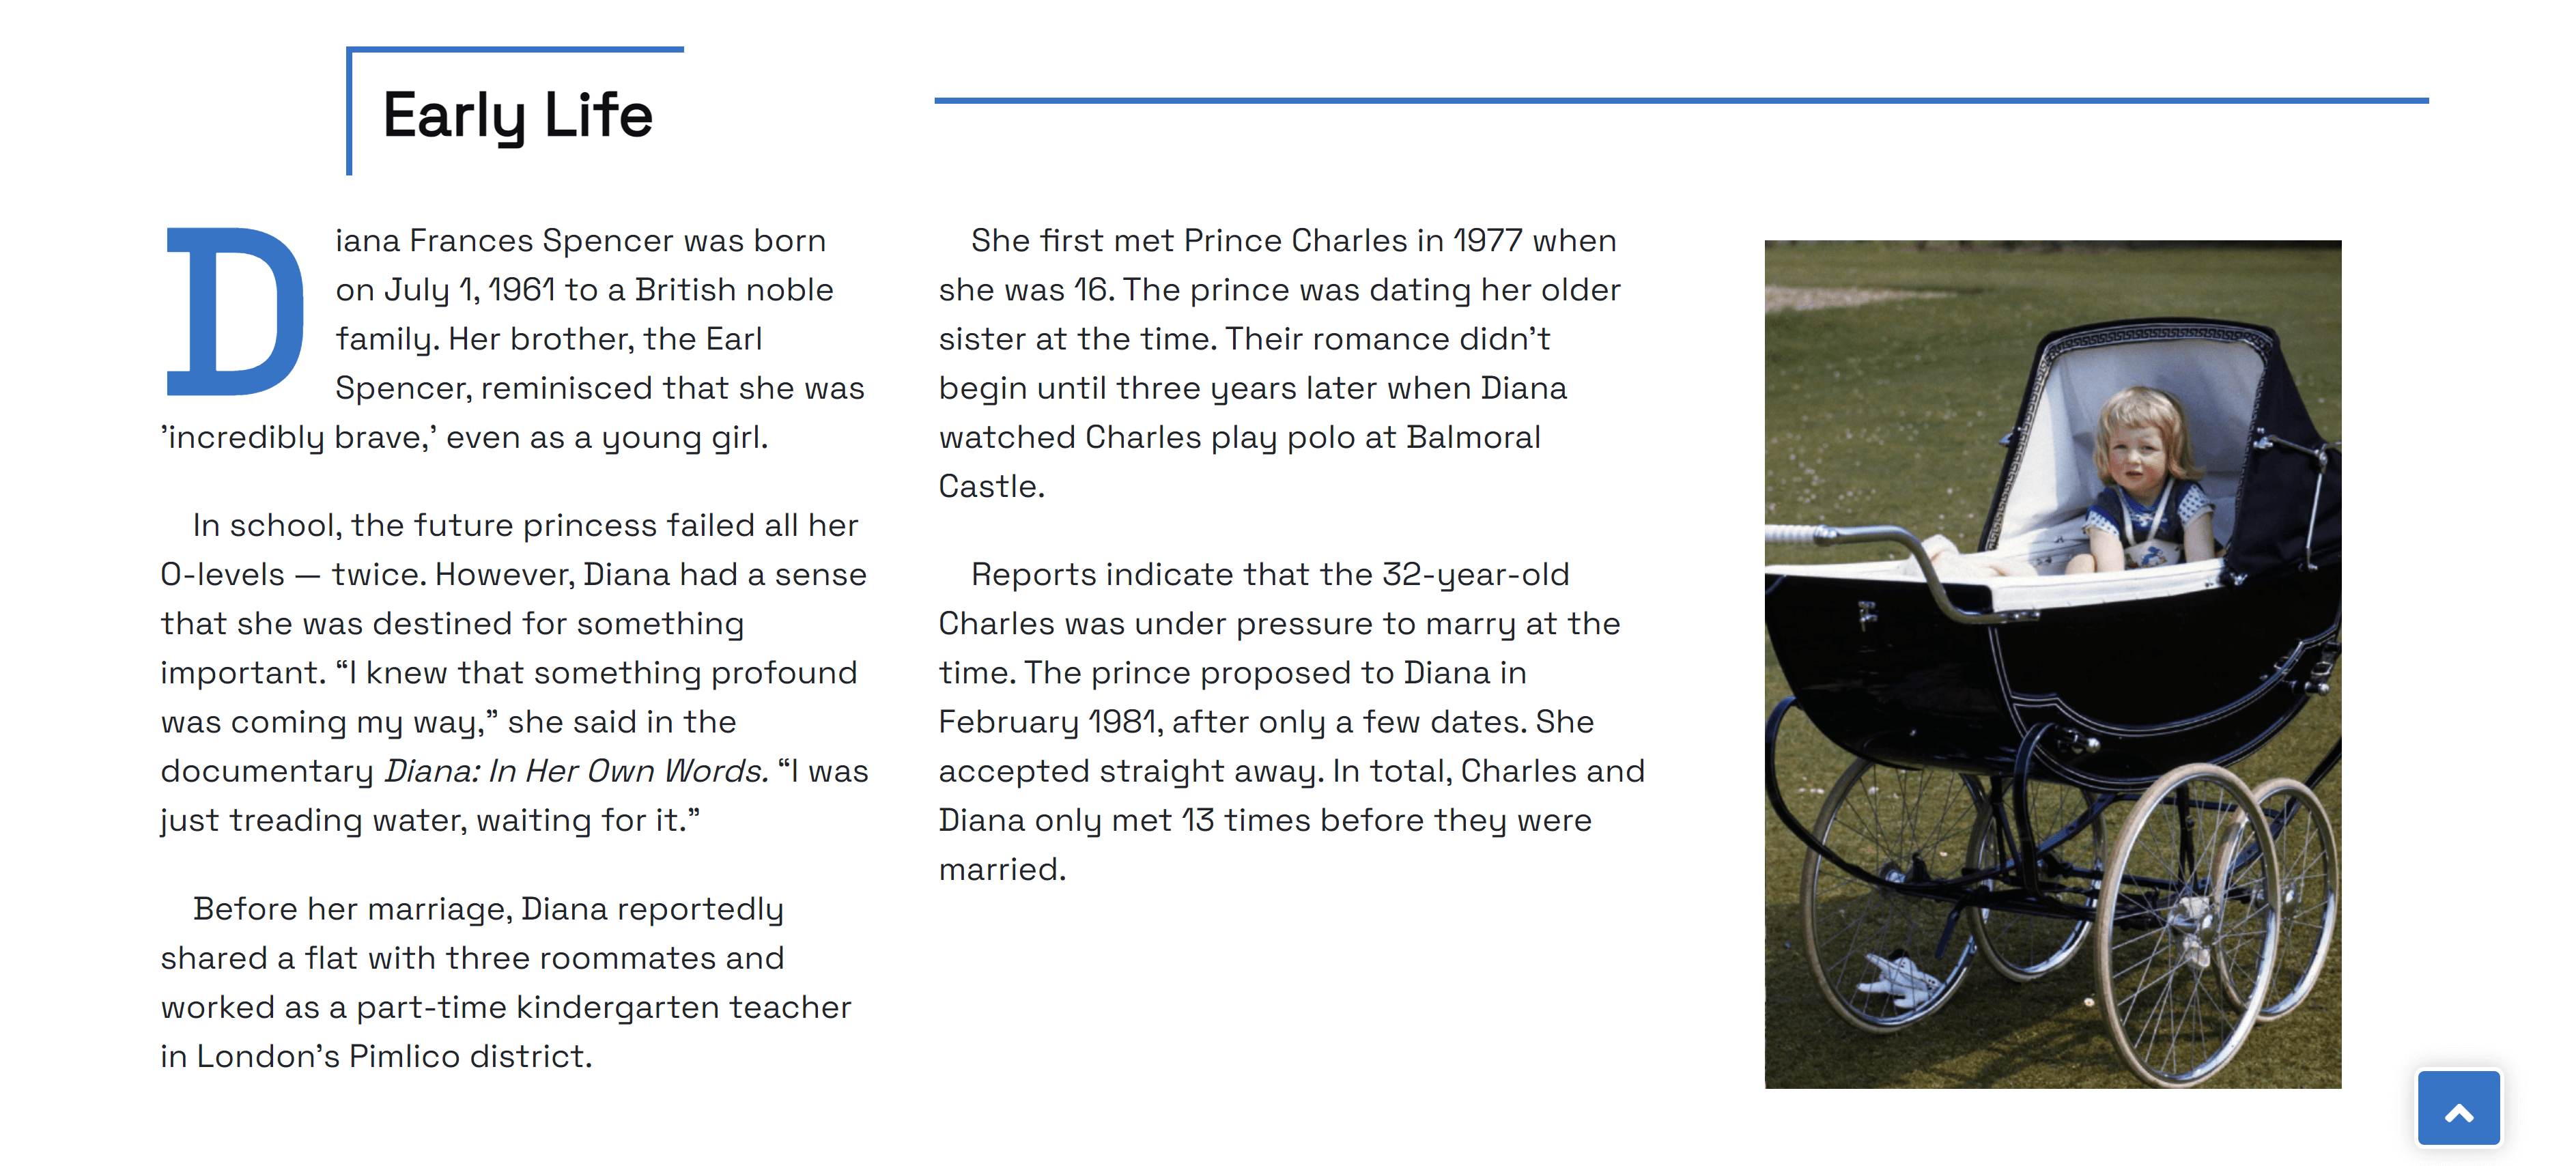 Early Life
Diana Frances Spencer was born
on July 1, 1961 to a British noble
family. Her brother, the Earl
Spencer, reminisced that she was
’incredibly brave,’ even as a young girl.
In school, the future princess failed all her
O-levels — twice. However, Diana had a sense
that she was destined for something
important. “I knew that something profound
was coming my way,” she said in the
documentary Diana: In Her Own Words. “I was
just treading water, waiting for it.”
Before her marriage, Diana reportedly
shared a flat with three roommates and
worked as a part-time kindergarten teacher
in London’s Pimlico district.
She first met Prince Charles in 1977 when
she was 16. The prince was dating her older
sister at the time. Their romance didn’t
begin until three years later when Diana
watched Charles play polo at Balmoral
Castle.
Reports indicate that the 32-year-old
Charles was under pressure to marry at the
time. The prince proposed to Diana in
February 1981, after only a few dates. She
accepted straight away. In total, Charles and
Diana only met 13 times before they were
married.